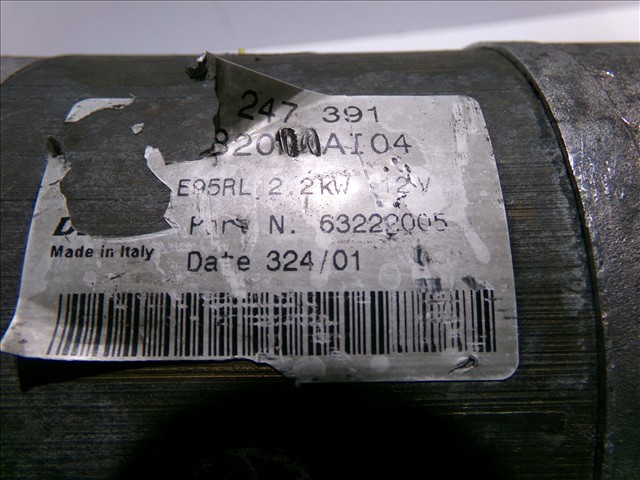 247 391
E95RL 2.2KW 12V
Part N. 63222005
Made in Italy
Date 324/01